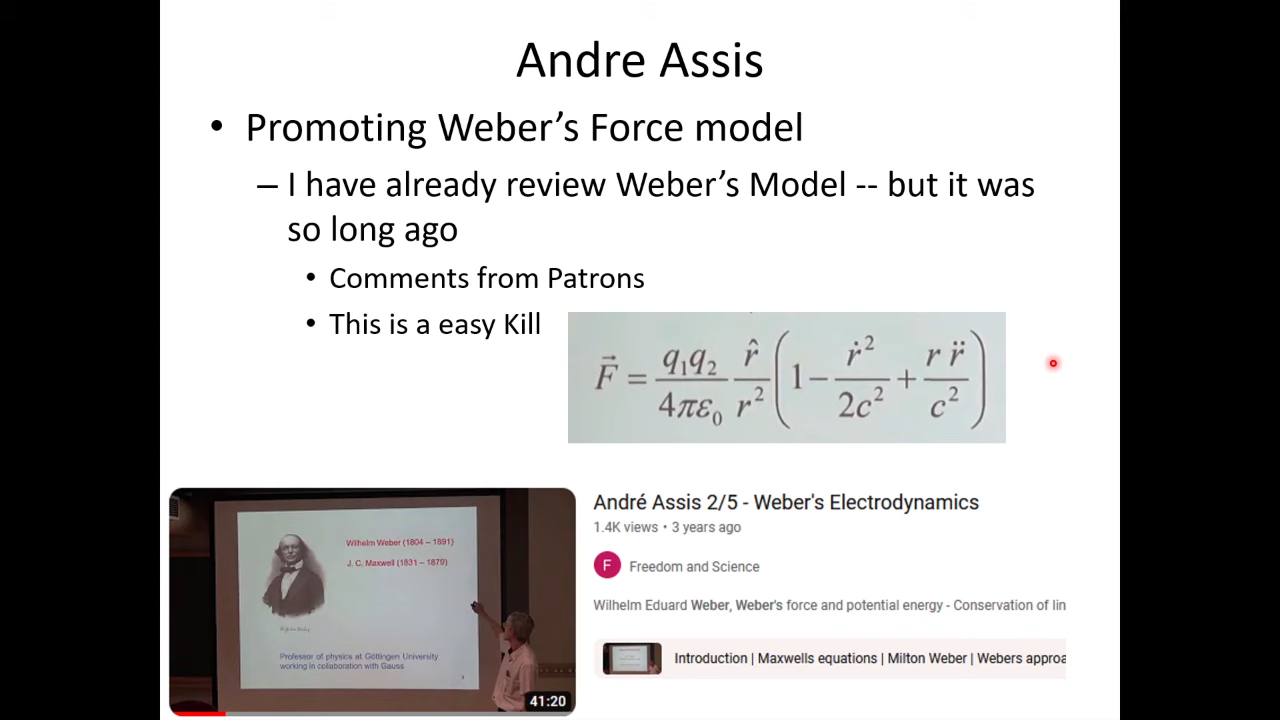 Andre Assis
• Promoting Weber's Force model
– I have already review Weber's Model -- but it was
so long ago
• Comments from Patrons
• This is a easy Kill
F⃗ = q₁q₂/4πε₀ r̂/r² (1 − ṙ²/2c² + r r̈/c²)
Wilhelm Weber (1804 – 1891)
J. C. Maxwell (1831 – 1879)
Professor of physics at Göttingen University
working in collaboration with Gauss
41:20
André Assis 2/5 - Weber's Electrodynamics
1.4K views • 3 years ago
F
Freedom and Science
Wilhelm Eduard Weber, Weber's force and potential energy - Conservation of lin
Introduction | Maxwells equations | Milton Weber | Webers approa